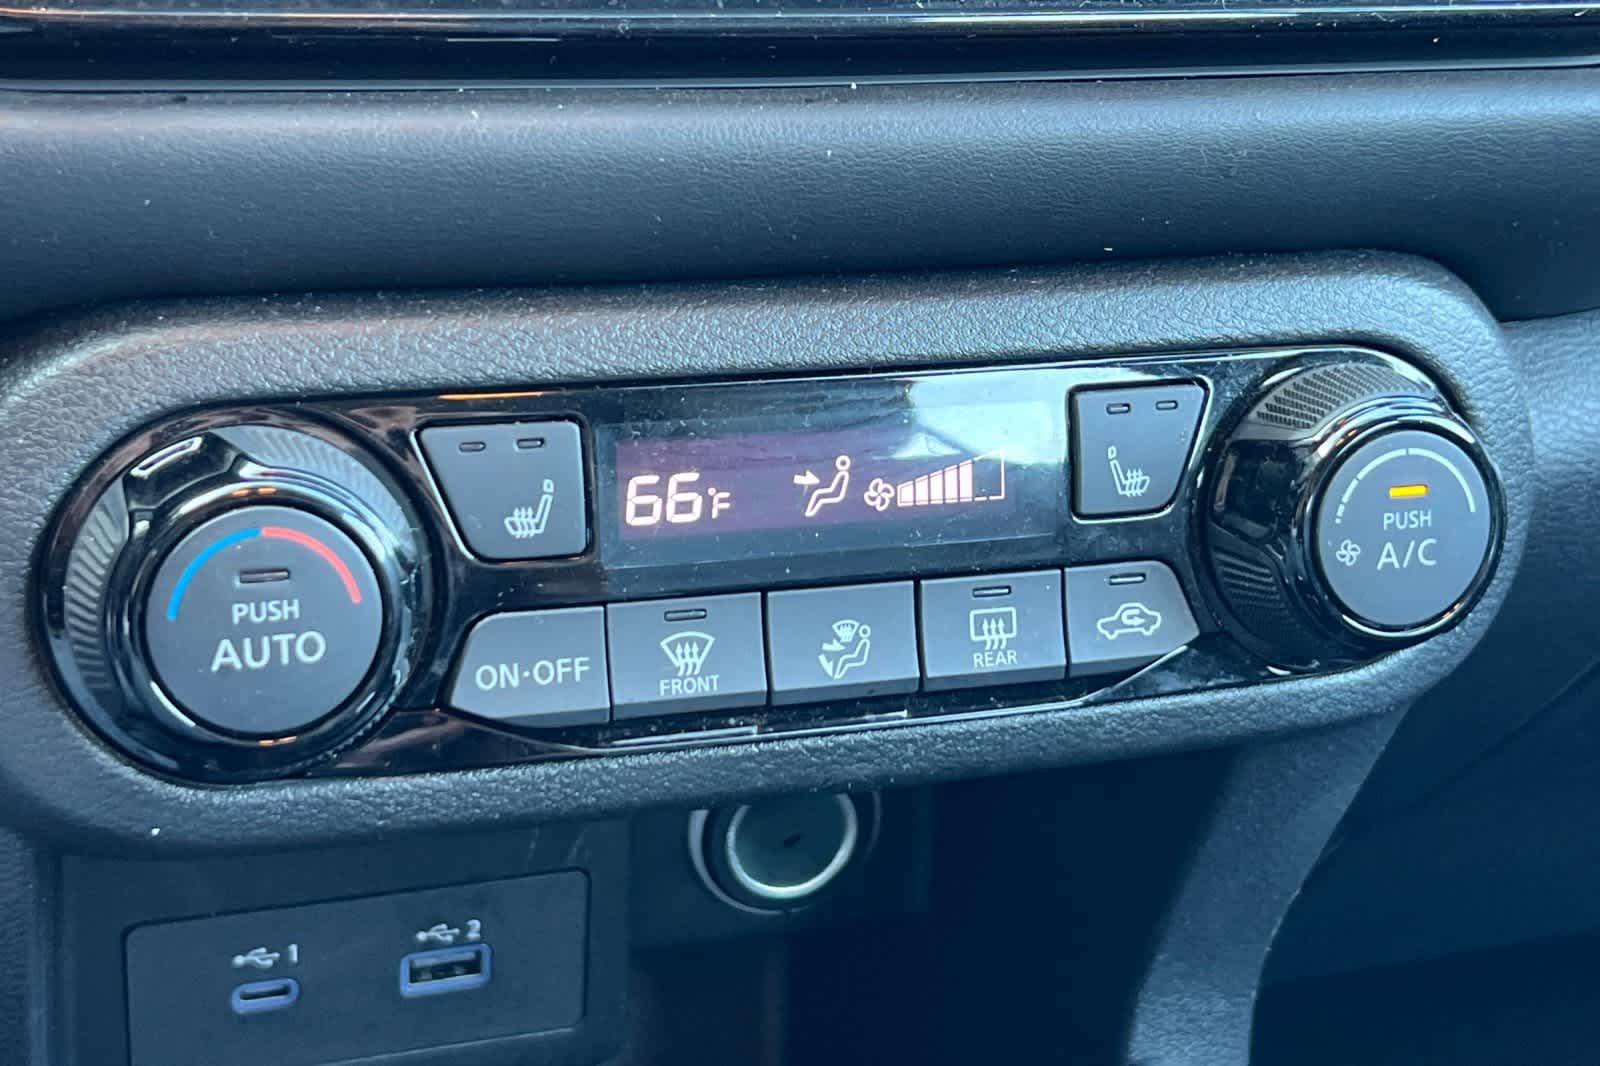 66°F
PUSH
AUTO
ON·OFF
FRONT
REAR
PUSH
A/C
1
2